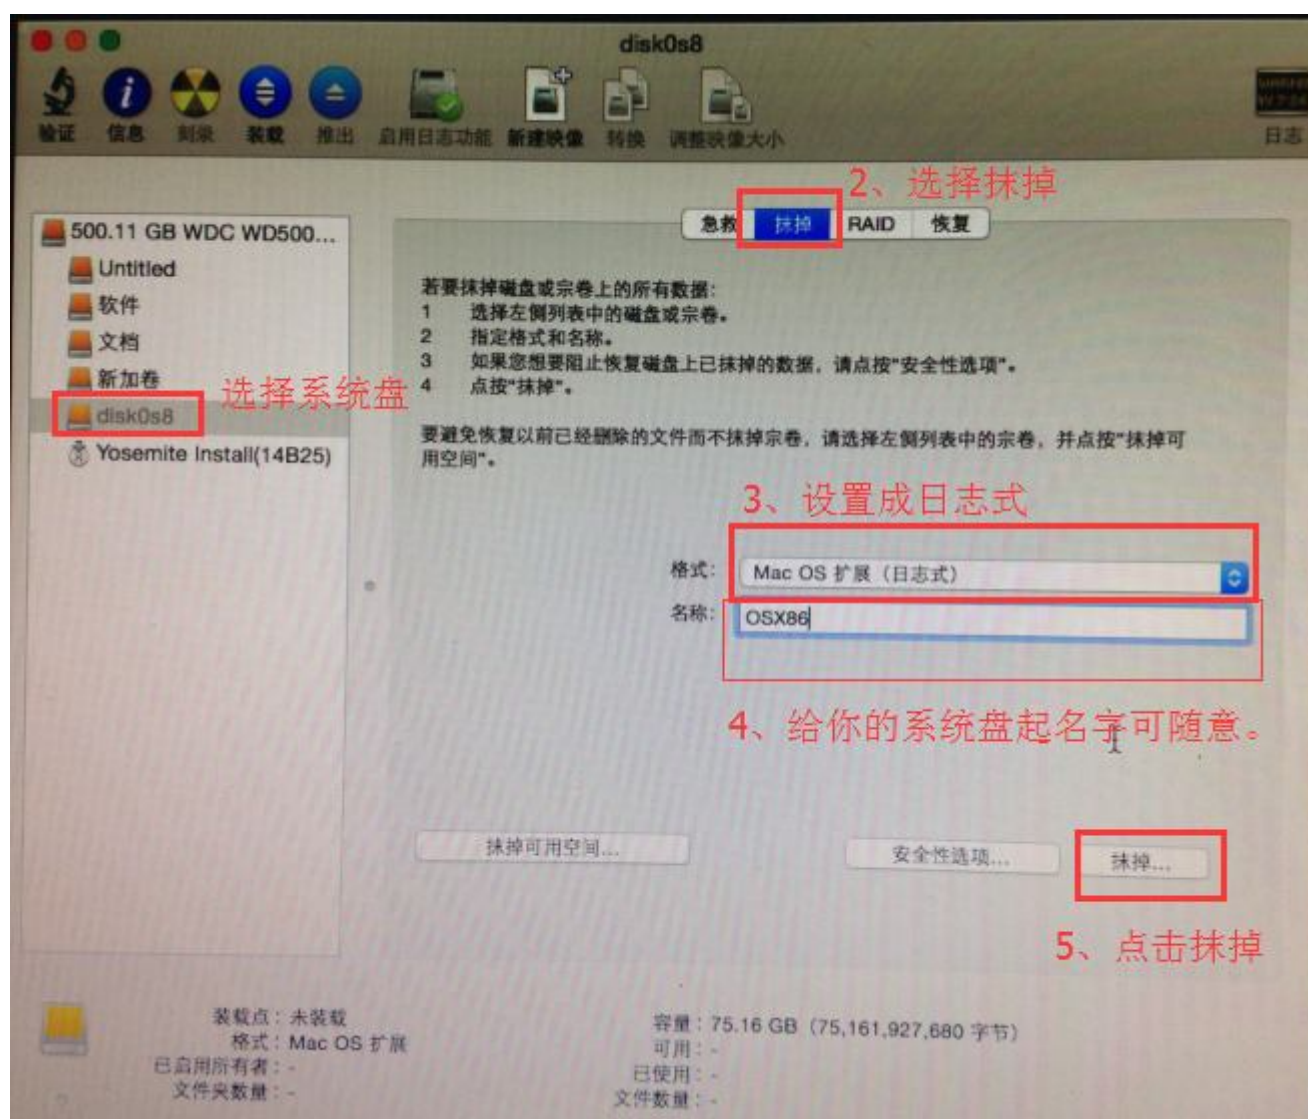 disk0s8
验证 信息 刻录 装载 推出 启用日志功能 新建映像 转换 调整映像大小 日志
2、选择抹掉
急救 抹掉 RAID 恢复
500.11 GB WDC WD500...
Untitled
软件
文档
新加卷
disk0s8
选择系统盘
Yosemite Install(14B25)
若要抹掉磁盘或宗卷上的所有数据:
1 选择左侧列表中的磁盘或宗卷。
2 指定格式和名称。
3 如果您想要阻止恢复磁盘上已抹掉的数据，请点按"安全性选项"。
4 点按"抹掉"。
要避免恢复以前已经删除的文件而不抹掉宗卷，请选择左侧列表中的宗卷，并点按"抹掉可
用空间"。
3、设置成日志式
格式: Mac OS 扩展（日志式）
名称: OSX86
4、给你的系统盘起名字可随意。
抹掉可用空间... 安全性选项... 抹掉...
5、点击抹掉
装载点：未装载
格式：Mac OS 扩展
已启用所有者：-
文件夹数量：-
容量：75.16 GB（75,161,927,680 字节）
可用：-
已使用：-
文件数量：-